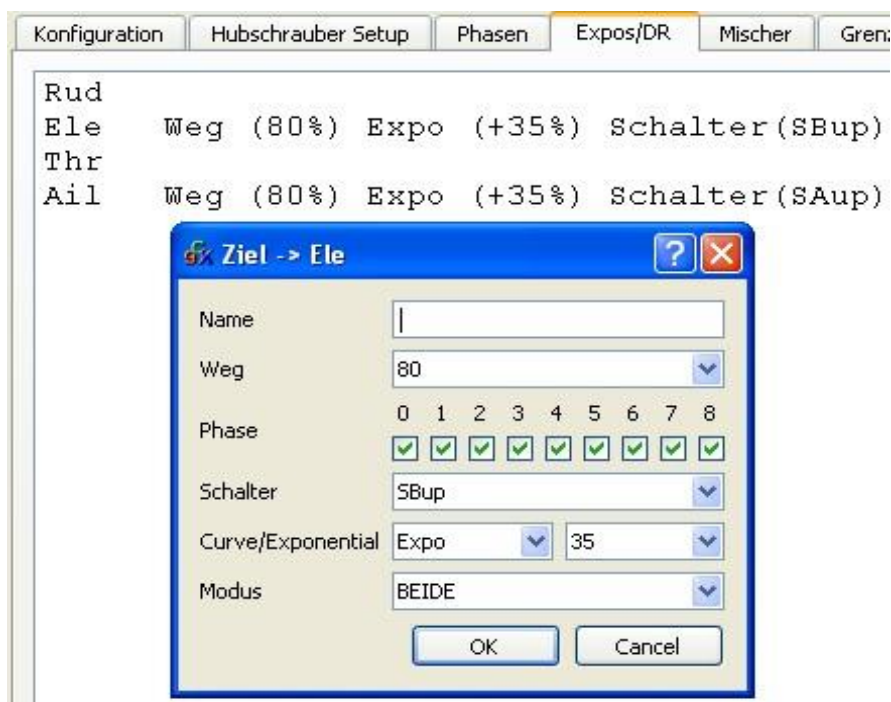 Konfiguration Hubschrauber Setup Phasen Expos/DR Mischer Grenz
Rud
Ele Weg (80%) Expo (+35%) Schalter(SBup)
Thr
Ail Weg (80%) Expo (+35%) Schalter(SAup)
Ziel -> Ele
Name
Weg 80
0 1 2 3 4 5 6 7 8
Phase
Schalter SBup
Curve/Exponential Expo 35
Modus BEIDE
OK Cancel